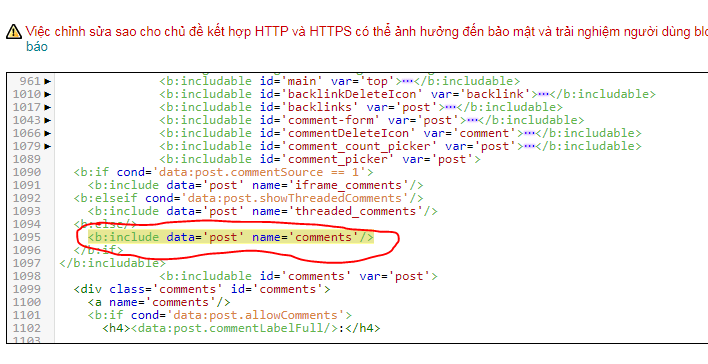 Việc chỉnh sửa sao cho chủ đề kết hợp HTTP và HTTPS có thể ảnh hưởng đến bảo mật và trải nghiệm người dùng blo
báo
961 <b:includable id='main' var='top'>⋯</b:includable>
1010 <b:includable id='backlinkDeleteIcon' var='backlink'>⋯</b:includable>
1017 <b:includable id='backlinks' var='post'>⋯</b:includable>
1043 <b:includable id='comment-form' var='post'>⋯</b:includable>
1066 <b:includable id='commentDeleteIcon' var='comment'>⋯</b:includable>
1079 <b:includable id='comment_count_picker' var='post'>⋯</b:includable>
1089 <b:includable id='comment_picker' var='post'>
1090 <b:if cond='data:post.commentSource == 1'>
1091 <b:include data='post' name='iframe_comments'/>
1092 <b:elseif cond='data:post.showThreadedComments'/>
1093 <b:include data='post' name='threaded_comments'/>
1094 <b:else/>
1095 <b:include data='post' name='comments'/>
1096 </b:if>
1097 </b:includable>
1098 <b:includable id='comments' var='post'>
1099 <div class='comments' id='comments'>
1100 <a name='comments'/>
1101 <b:if cond='data:post.allowComments'>
1102 <h4><data:post.commentLabelFull/>:</h4>
1103